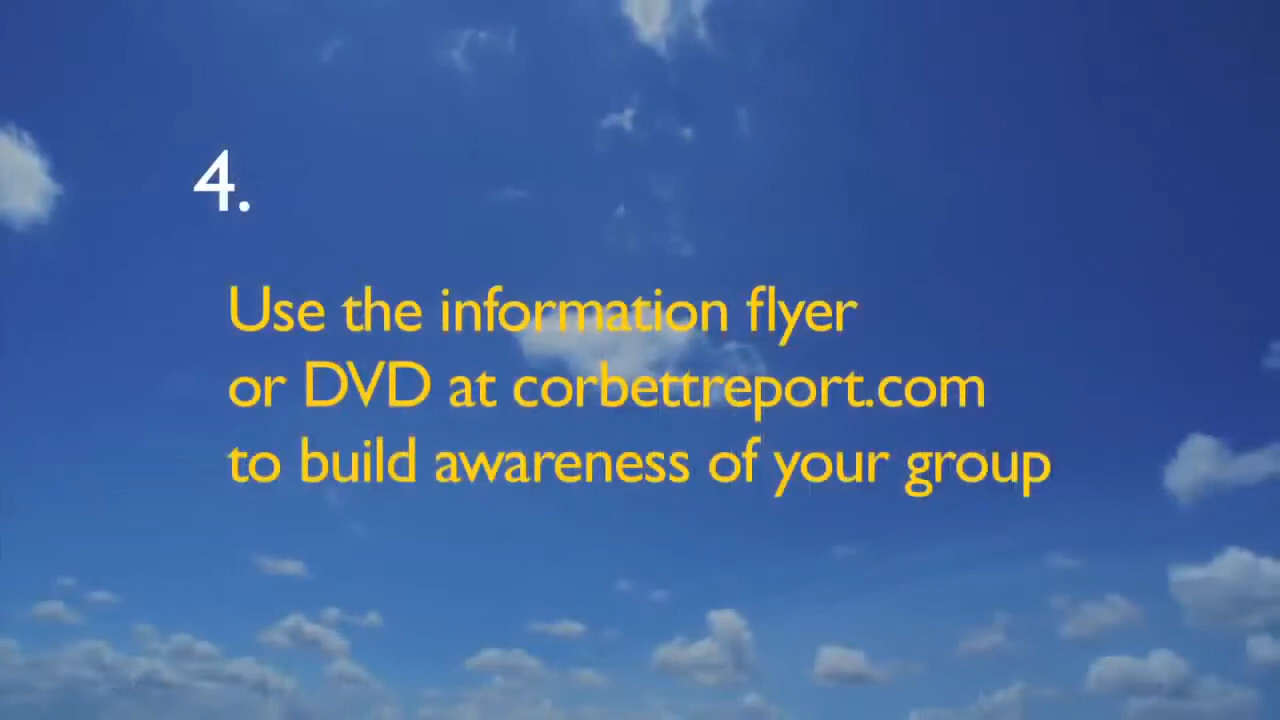 4.
Use the information flyer
or DVD at corbettreport.com
to build awareness of your group